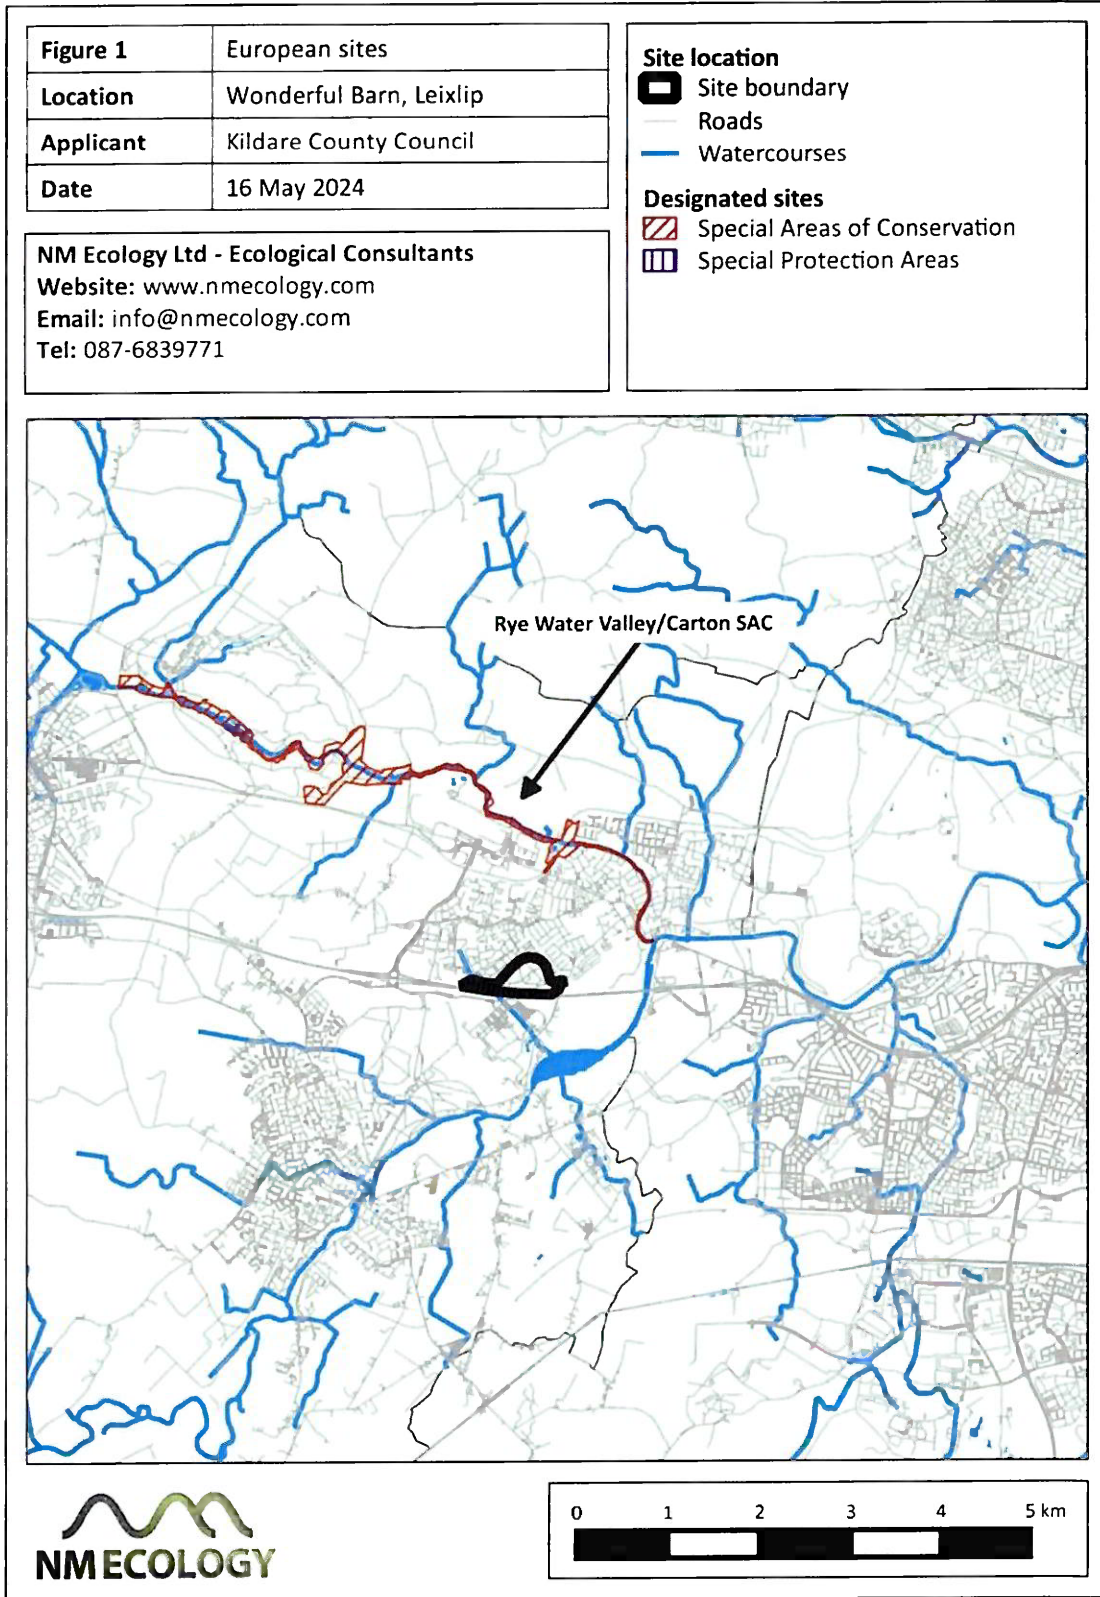 Figure 1 European sites
Location Wonderful Barn, Leixlip
Applicant Kildare County Council
Date 16 May 2024
NM Ecology Ltd - Ecological Consultants
Website: www.nmecology.com
Email: info@nmecology.com
Tel: 087-6839771
Site location
Site boundary
Roads
Watercourses
Designated sites
Special Areas of Conservation
Special Protection Areas
Rye Water Valley/Carton SAC
NMECOLOGY
0 1 2 3 4 5 km